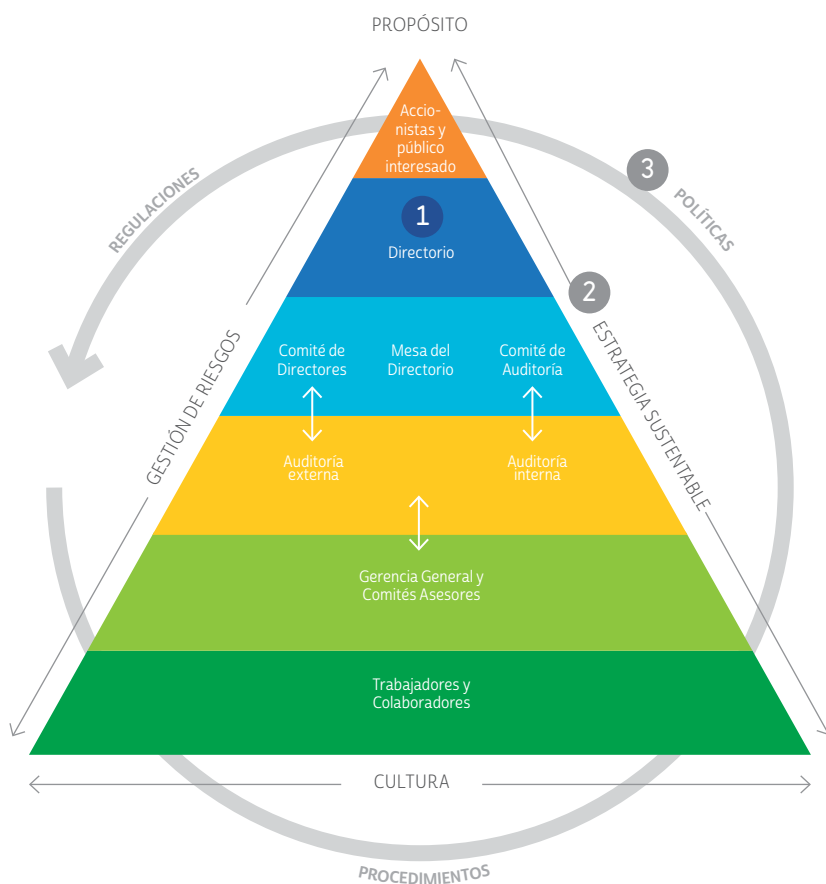 PROPÓSITO
Accio-
nistas y
público
interesado
3
REGULACIONES
POLÍTICAS
1
Directorio
2
Comité de
Directores
Mesa del
Directorio
Comité de
Auditoría
GESTIÓN DE RIESGOS
ESTRATEGIA SUSTENTABLE
Auditoría
externa
Auditoría
interna
Gerencia General y
Comités Asesores
Trabajadores y
Colaboradores
CULTURA
PROCEDIMIENTOS